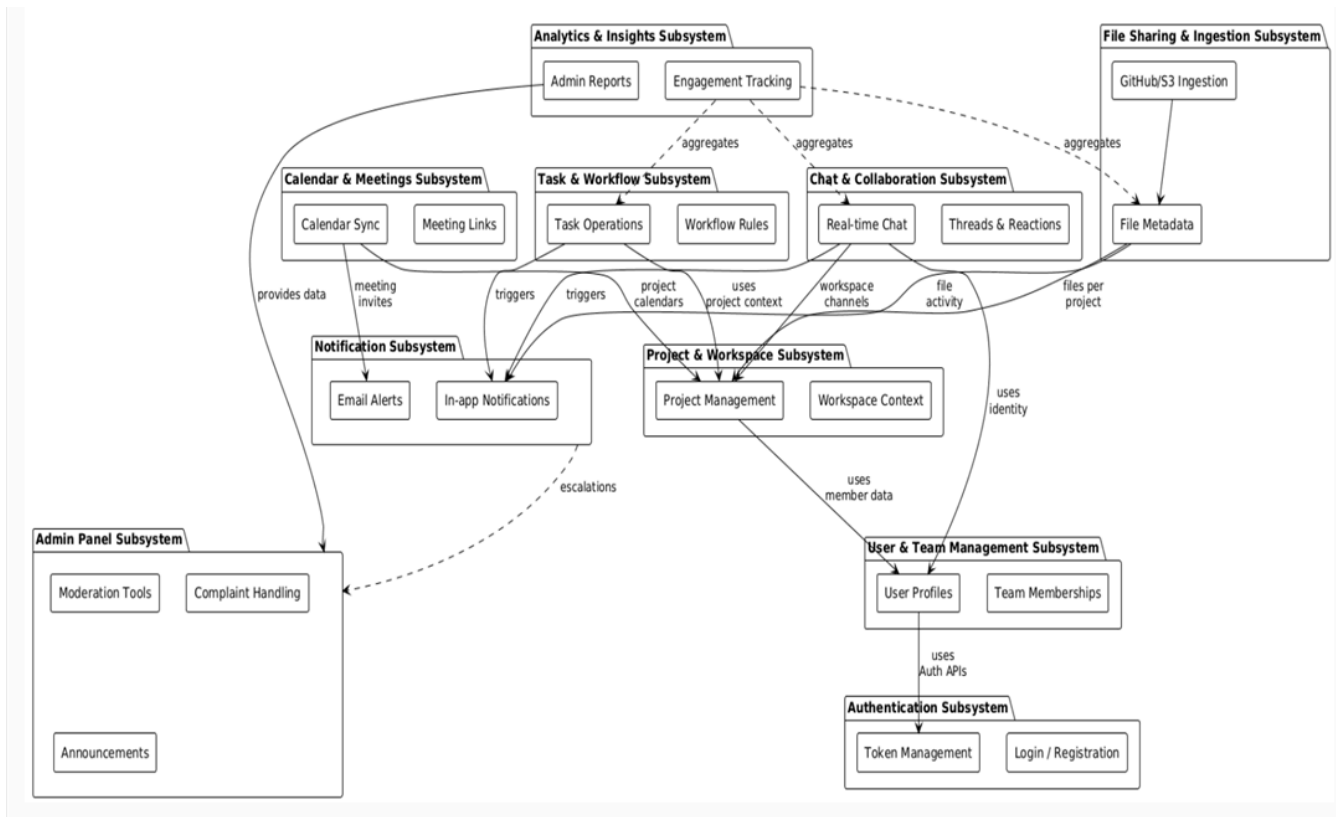 Analytics & Insights Subsystem
File Sharing & Ingestion Subsystem
Admin Reports
Engagement Tracking
GitHub/S3 Ingestion
aggregates
aggregates
aggregates
Calendar & Meetings Subsystem
Task & Workflow Subsystem
Chat & Collaboration Subsystem
Calendar Sync
Meeting Links
Task Operations
Workflow Rules
Real-time Chat
Threads & Reactions
File Metadata
provides data
meeting
invites
triggers
triggers
project
calendars
uses
project context
workspace
channels
file
activity
files per
project
Notification Subsystem
Project & Workspace Subsystem
Email Alerts
In-app Notifications
Project Management
Workspace Context
uses
identity
escalations
uses
member data
Admin Panel Subsystem
User & Team Management Subsystem
Moderation Tools
Complaint Handling
User Profiles
Team Memberships
uses
Auth APIs
Authentication Subsystem
Announcements
Token Management
Login / Registration